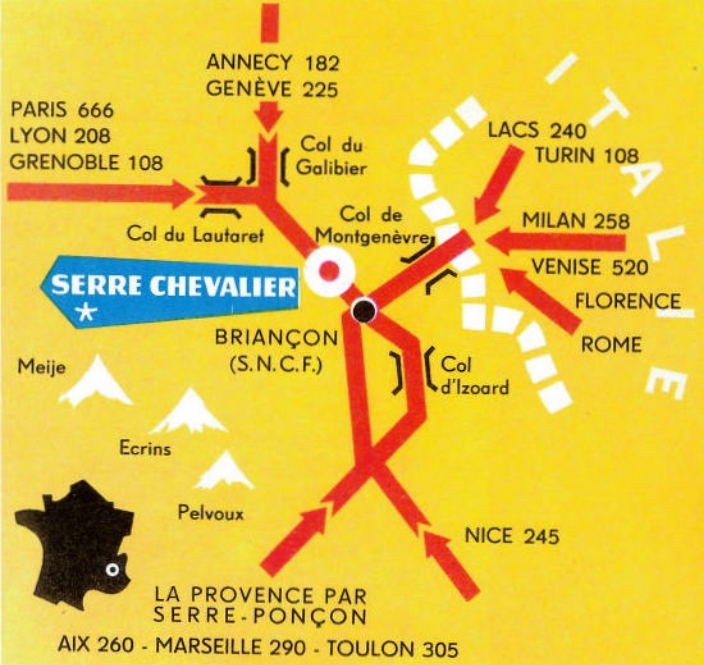 ANNECY 182
GENÈVE 225
PARIS 666
LYON 208
GRENOBLE 108
Col du
Galibier
Col du Lautaret
ITALIE
LACS 240
TURIN 108
Col de
Montgenèvre
MILAN 258
VENISE 520
FLORENCE
ROME
SERRE CHEVALIER
BRIANÇON
(S.N.C.F.)
Col
d'Izoard
Meije
Ecrins
Pelvoux
NICE 245
LA PROVENCE PAR
SERRE-PONÇON
AIX 260 - MARSEILLE 290 - TOULON 305